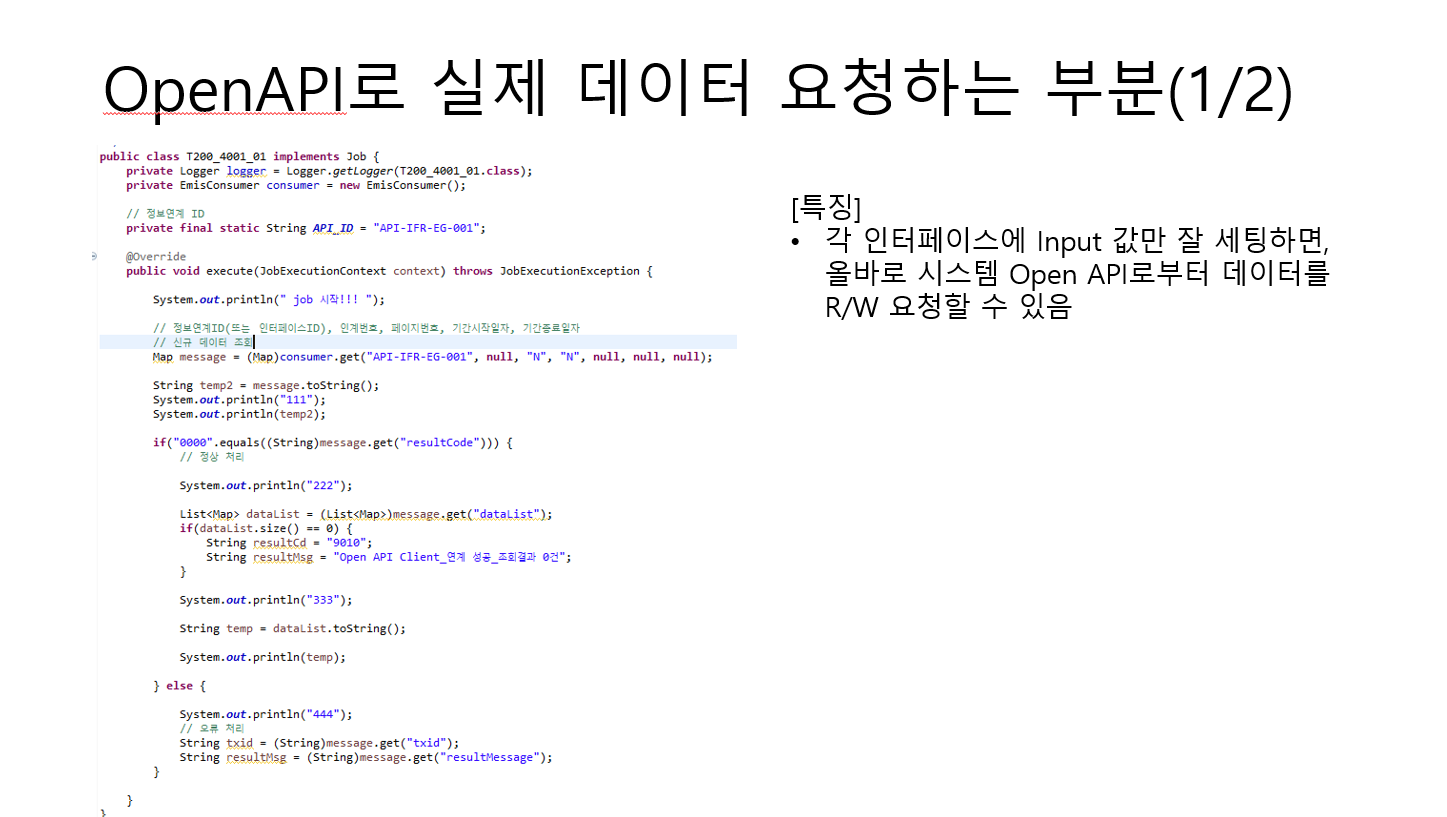 OpenAPI로 실제 데이터 요청하는 부분(1/2)
public class T200_4001_01 implements Job {
    private Logger logger = Logger.getLogger(T200_4001_01.class);
    private EmisConsumer consumer = new EmisConsumer();
    // 정보연계 ID
    private final static String API_ID = "API-IFR-EG-001";
    @Override
    public void execute(JobExecutionContext context) throws JobExecutionException {
        System.out.println(" job 시작!!! ");
        // 정보연계ID(또는 인터페이스ID), 인계번호, 페이지번호, 기간시작일자, 기간종료일자
        // 신규 데이터 조회
        Map message = (Map)consumer.get("API-IFR-EG-001", null, "N", "N", null, null, null);
        String temp2 = message.toString();
        System.out.println("111");
        System.out.println(temp2);
        if("0000".equals((String)message.get("resultCode"))) {
            // 정상 처리
            System.out.println("222");
            List<Map> dataList = (List<Map>)message.get("dataList");
            if(dataList.size() == 0) {
                String resultCd = "9010";
                String resultMsg = "Open API Client_연계 성공_조회결과 0건";
            }
            System.out.println("333");
            String temp = dataList.toString();
            System.out.println(temp);
        } else {
            System.out.println("444");
            // 오류 처리
            String txid = (String)message.get("txid");
            String resultMsg = (String)message.get("resultMessage");
        }
    }
}
[특징]
• 각 인터페이스에 Input 값만 잘 세팅하면,
올바로 시스템 Open API로부터 데이터를
R/W 요청할 수 있음